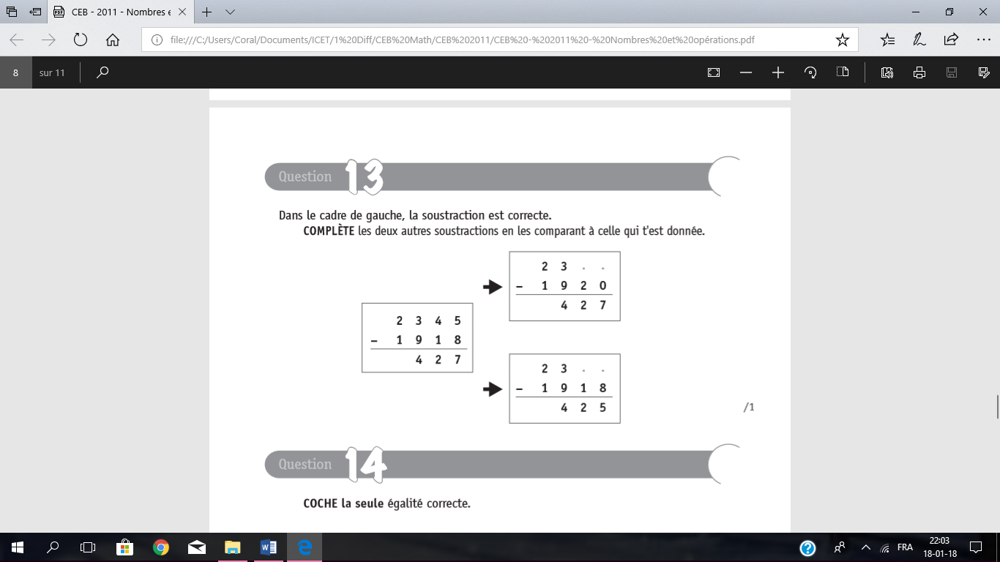 CEB - 2011 - Nombres e
file:///C:/Users/Coral/Documents/ICET/1%20Diff/CEB%20Math/CEB%202011/CEB%20-%202011%20-%20Nombres%20et%20opérations.pdf
8 sur 11
Question 13
Dans le cadre de gauche, la soustraction est correcte.
COMPLÈTE les deux autres soustractions en les comparant à celle qui t'est donnée.
2 3 . .
– 1 9 2 0
4 2 7
2 3 4 5
– 1 9 1 8
4 2 7
2 3 . .
– 1 9 1 8
4 2 5
/1
Question 14
COCHE la seule égalité correcte.
FRA
22:03
18-01-18